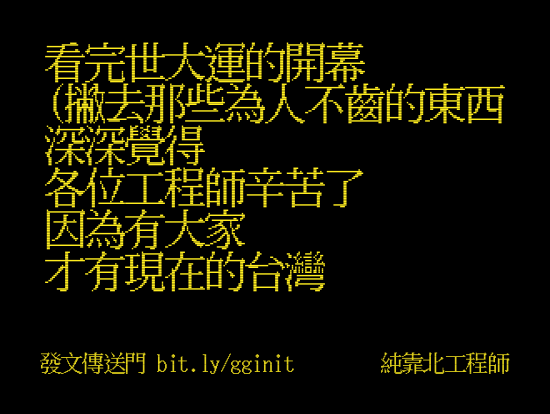 看完世大運的開幕
(撇去那些為人不齒的東西
深深覺得
各位工程師辛苦了
因為有大家
才有現在的台灣
發文傳送門 bit.ly/gginit 純靠北工程師